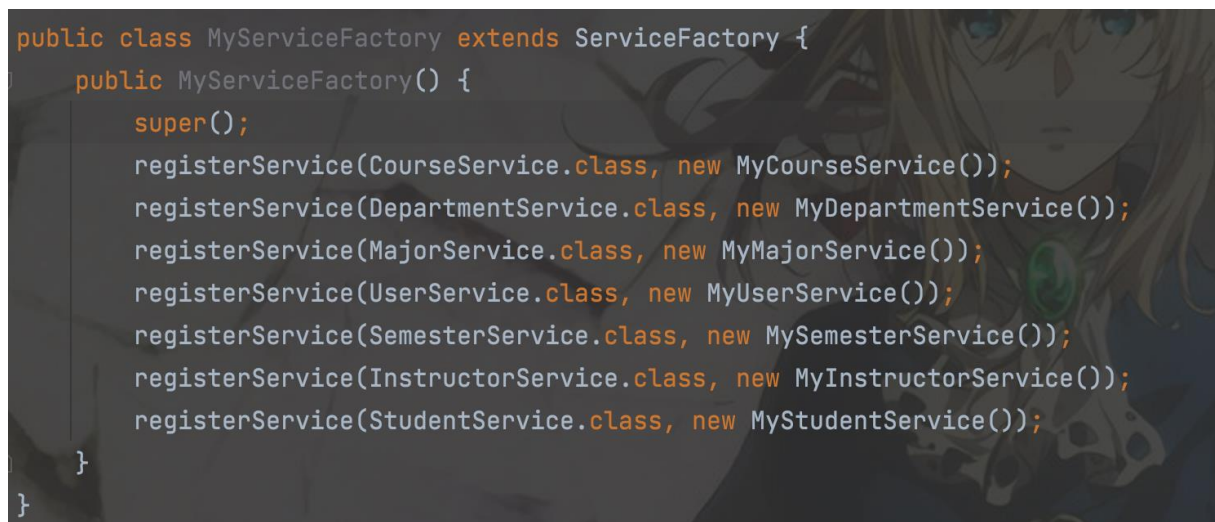 public class MyServiceFactory extends ServiceFactory {
    public MyServiceFactory() {
        super();
        registerService(CourseService.class, new MyCourseService());
        registerService(DepartmentService.class, new MyDepartmentService());
        registerService(MajorService.class, new MyMajorService());
        registerService(UserService.class, new MyUserService());
        registerService(SemesterService.class, new MySemesterService());
        registerService(InstructorService.class, new MyInstructorService());
        registerService(StudentService.class, new MyStudentService());
    }
}